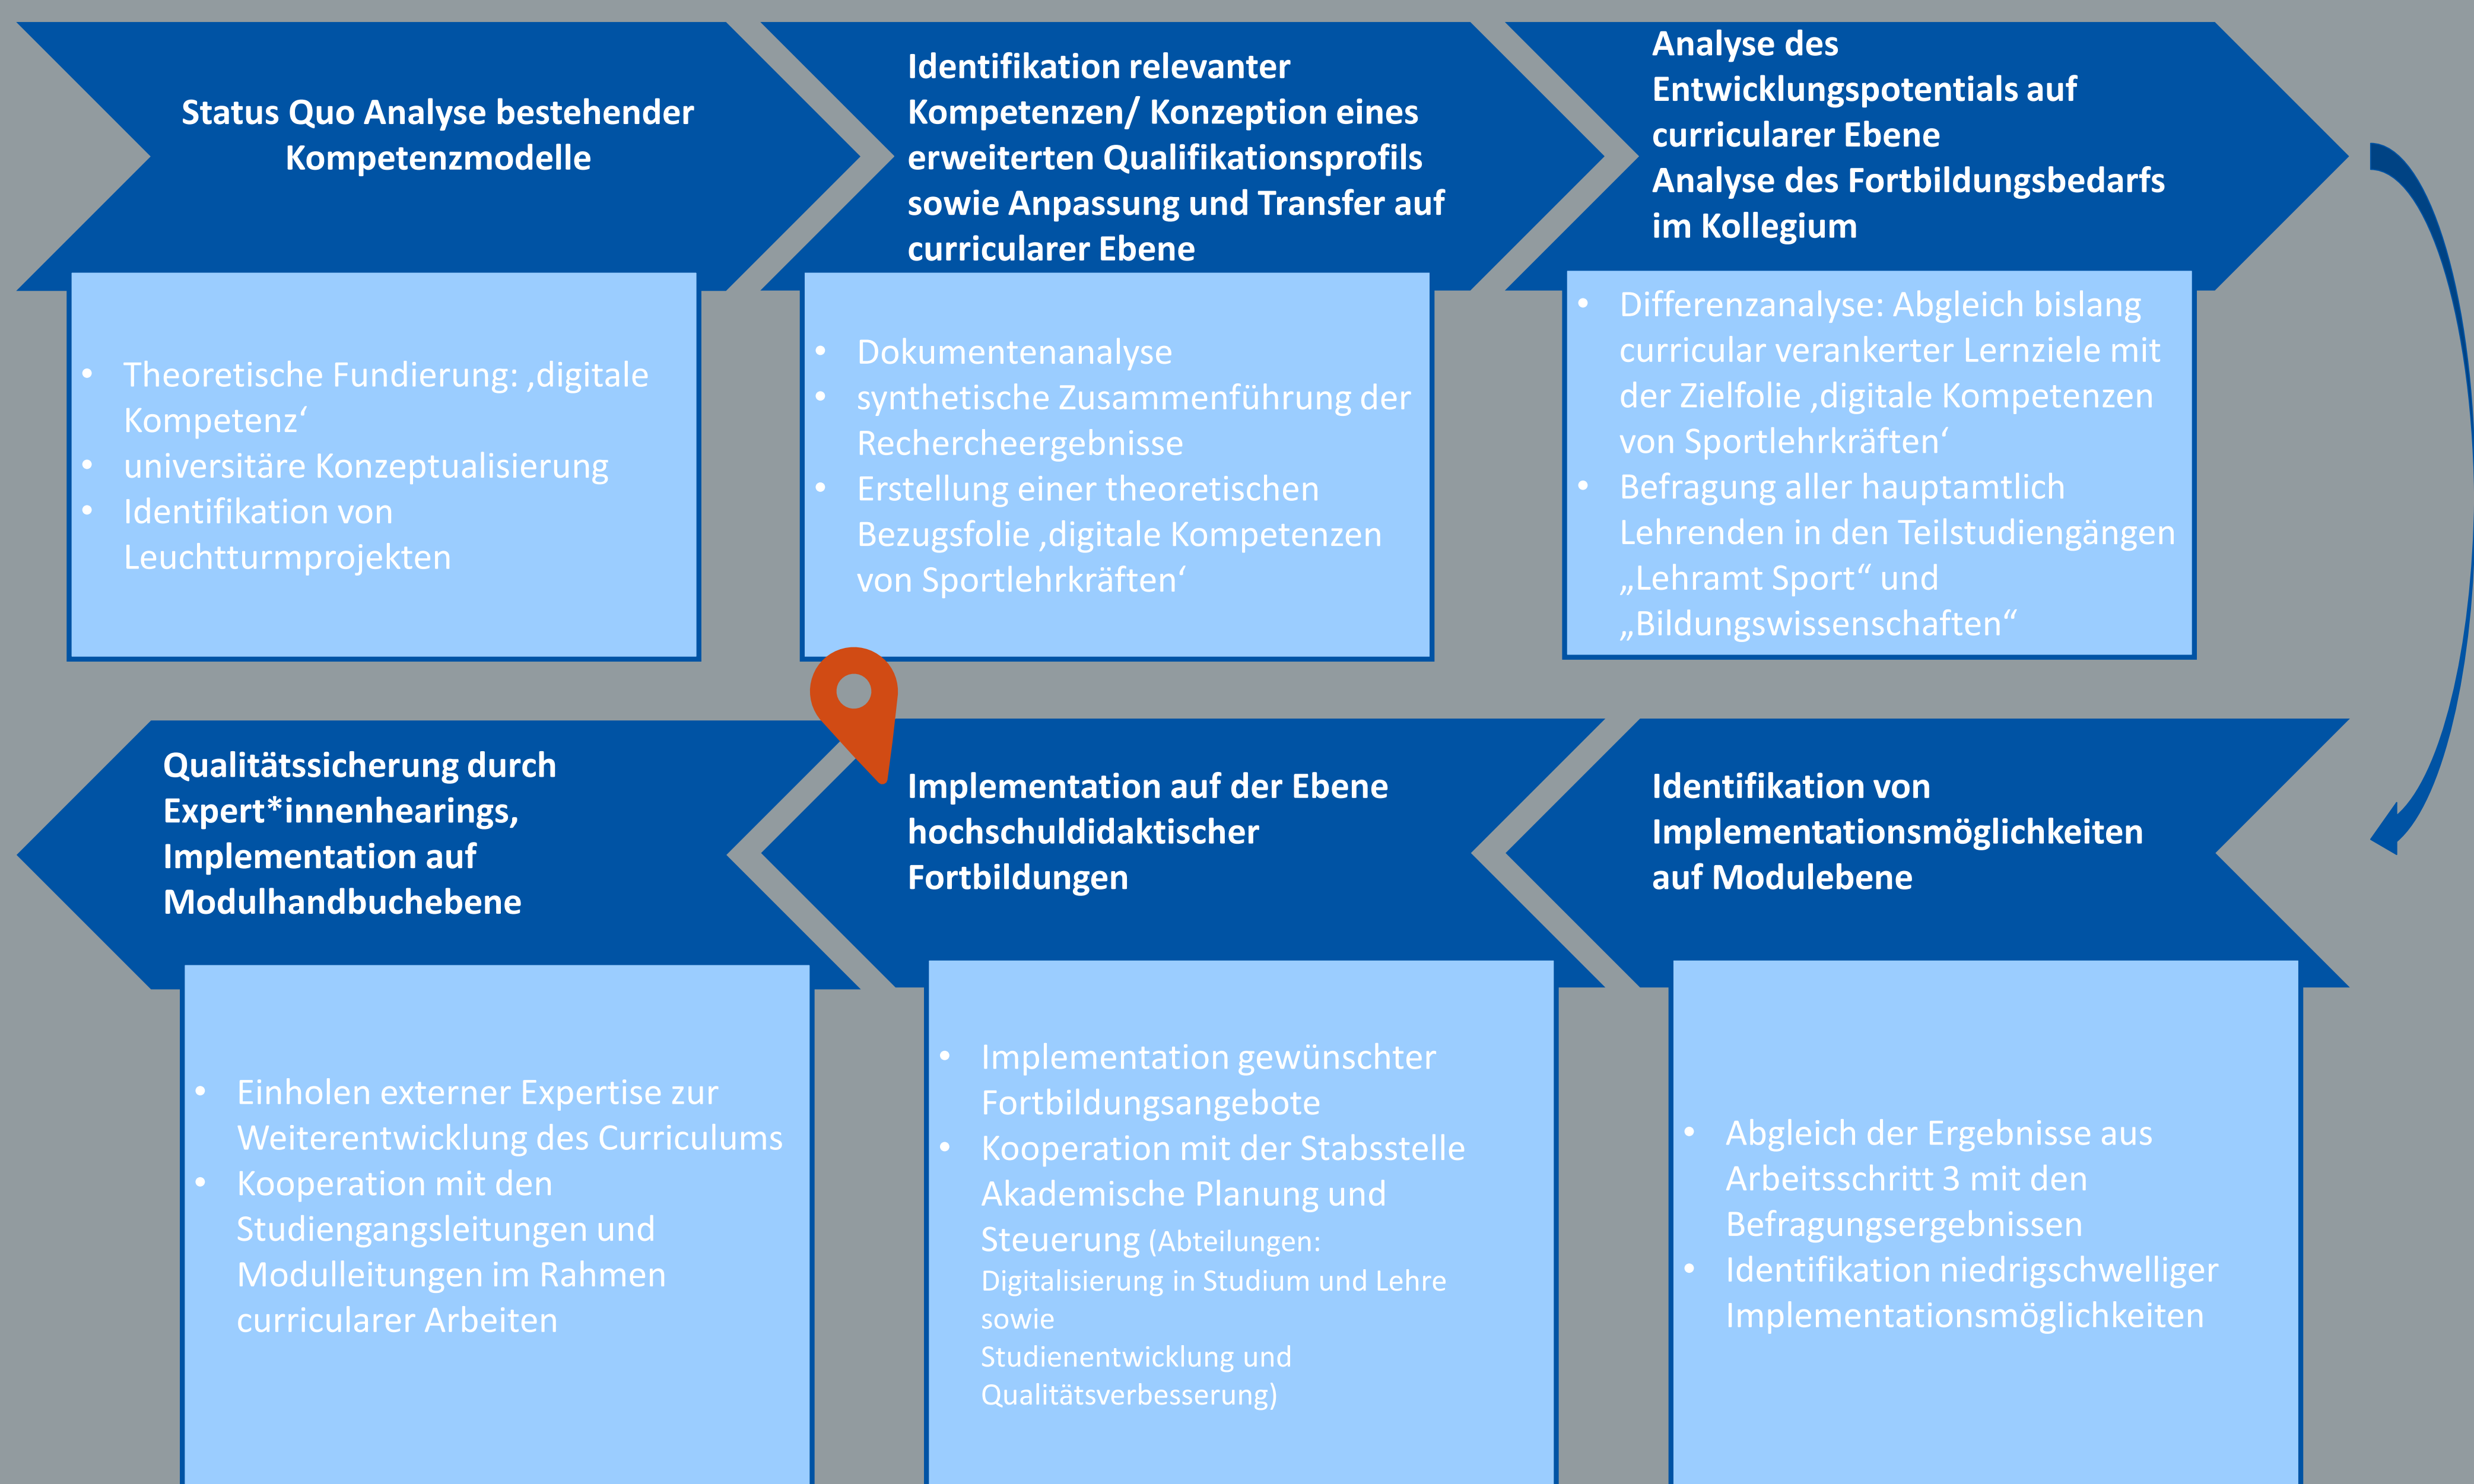 Status Quo Analyse bestehender
Kompetenzmodelle
• Theoretische Fundierung: ‚digitale
Kompetenz‘
• universitäre Konzeptualisierung
• Identifikation von
Leuchtturmprojekten
Identifikation relevanter
Kompetenzen/ Konzeption eines
erweiterten Qualifikationsprofils
sowie Anpassung und Transfer auf
curricularer Ebene
• Dokumentenanalyse
• synthetische Zusammenführung der
Rechercheergebnisse
• Erstellung einer theoretischen
Bezugsfolie ‚digitale Kompetenzen
von Sportlehrkräften‘
Analyse des
Entwicklungspotentials auf
curricularer Ebene
Analyse des Fortbildungsbedarfs
im Kollegium
• Differenzanalyse: Abgleich bislang
curricular verankerter Lernziele mit
der Zielfolie ‚digitale Kompetenzen
von Sportlehrkräften‘
• Befragung aller hauptamtlich
Lehrenden in den Teilstudiengängen
„Lehramt Sport“ und
„Bildungswissenschaften“
Identifikation von
Implementationsmöglichkeiten
auf Modulebene
• Abgleich der Ergebnisse aus
Arbeitsschritt 3 mit den
Befragungsergebnissen
• Identifikation niedrigschwelliger
Implementationsmöglichkeiten
Implementation auf der Ebene
hochschuldidaktischer
Fortbildungen
• Implementation gewünschter
Fortbildungsangebote
• Kooperation mit der Stabsstelle
Akademische Planung und
Steuerung (Abteilungen:
Digitalisierung in Studium und Lehre
sowie
Studienentwicklung und
Qualitätsverbesserung)
Qualitätssicherung durch
Expert*innenhearings,
Implementation auf
Modulhandbuchebene
• Einholen externer Expertise zur
Weiterentwicklung des Curriculums
• Kooperation mit den
Studiengangsleitungen und
Modulleitungen im Rahmen
curricularer Arbeiten